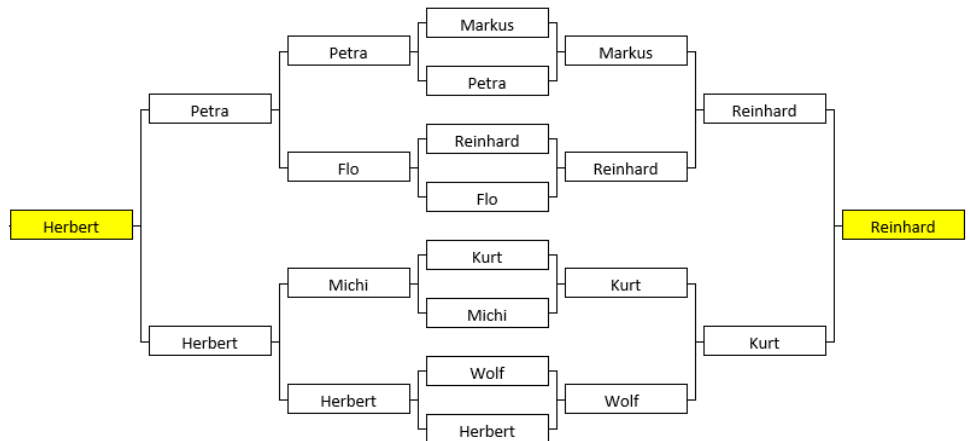 Markus
Petra
Markus
Petra
Petra
Reinhard
Reinhard
Flo
Reinhard
Flo
Herbert
Reinhard
Kurt
Michi
Kurt
Michi
Herbert
Kurt
Wolf
Herbert
Wolf
Herbert